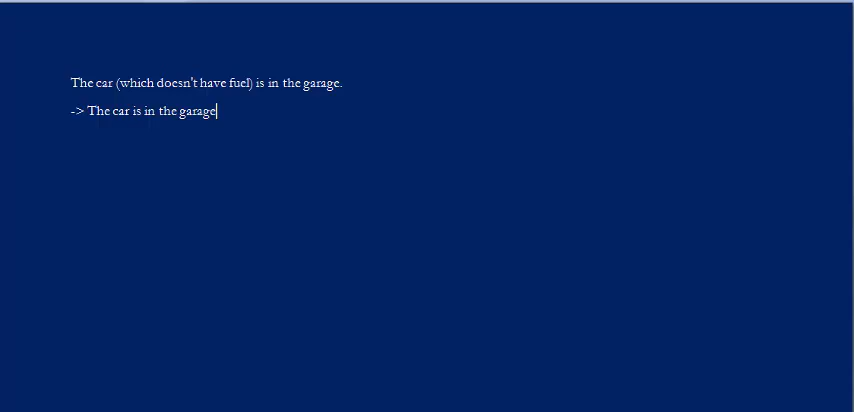 The car (which doesn't have fuel) is in the garage.
-> The car is in the garage